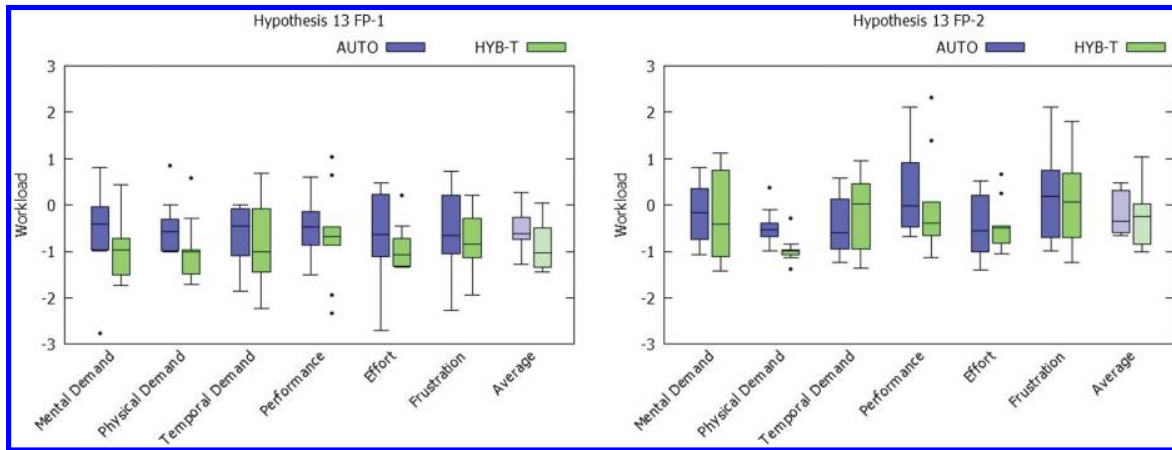 Hypothesis 13 FP-1
AUTO
HYB-T
Workload
3
2
1
0
-1
-2
-3
Mental Demand
Physical Demand
Temporal Demand
Performance
Effort
Frustration
Average
Hypothesis 13 FP-2
AUTO
HYB-T
Workload
3
2
1
0
-1
-2
-3
Mental Demand
Physical Demand
Temporal Demand
Performance
Effort
Frustration
Average